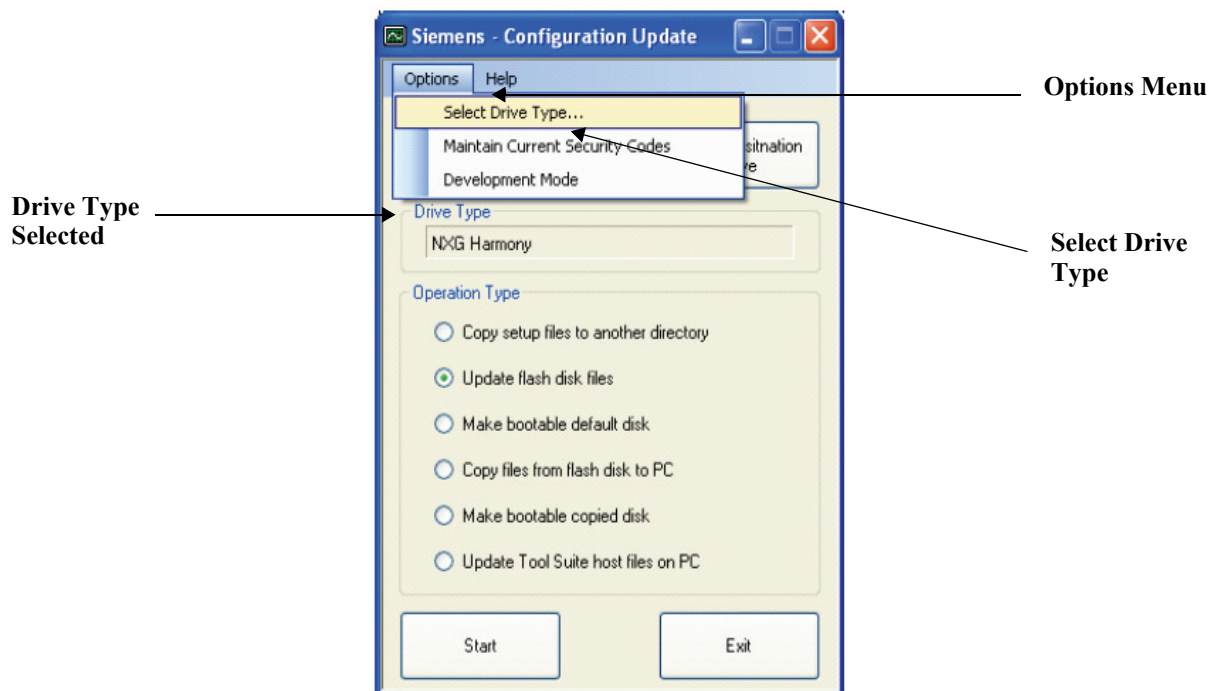 Siemens - Configuration Update
Options Help
Options Menu
Select Drive Type...
Maintain Current Security Codes
Development Mode
Drive Type
Selected
Drive Type
NXG Harmony
Select Drive
Type
Operation Type
Copy setup files to another directory
Update flash disk files
Make bootable default disk
Copy files from flash disk to PC
Make bootable copied disk
Update Tool Suite host files on PC
Start
Exit